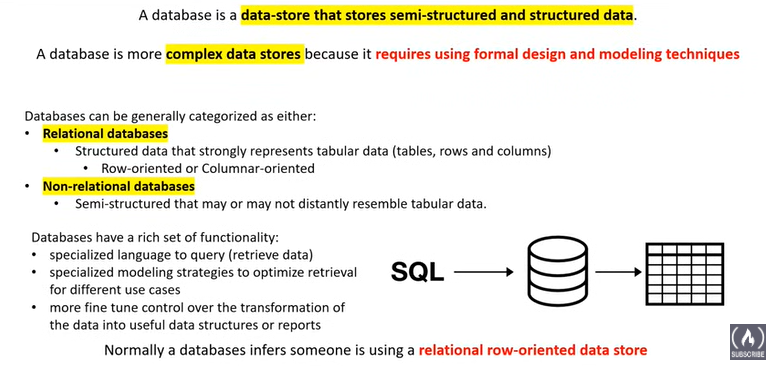 A database is a data-store that stores semi-structured and structured data.
A database is more complex data stores because it requires using formal design and modeling techniques
Databases can be generally categorized as either:
• Relational databases
• Structured data that strongly represents tabular data (tables, rows and columns)
• Row-oriented or Columnar-oriented
• Non-relational databases
• Semi-structured that may or may not distantly resemble tabular data.
Databases have a rich set of functionality:
• specialized language to query (retrieve data)
• specialized modeling strategies to optimize retrieval
for different use cases
• more fine tune control over the transformation of
the data into useful data structures or reports
SQL
Normally a databases infers someone is using a relational row-oriented data store
SUBSCRIBE